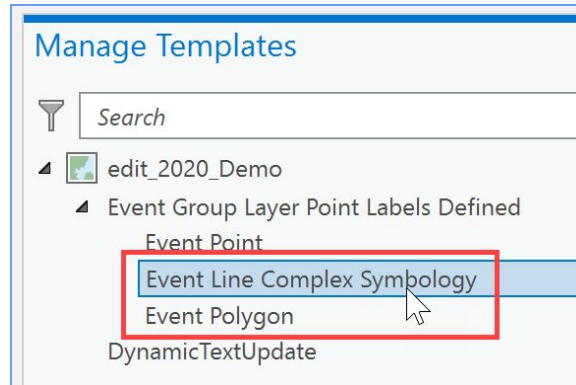 Manage Templates
Search
edit_2020_Demo
Event Group Layer Point Labels Defined
Event Point
Event Line Complex Symbology
Event Polygon
DynamicTextUpdate